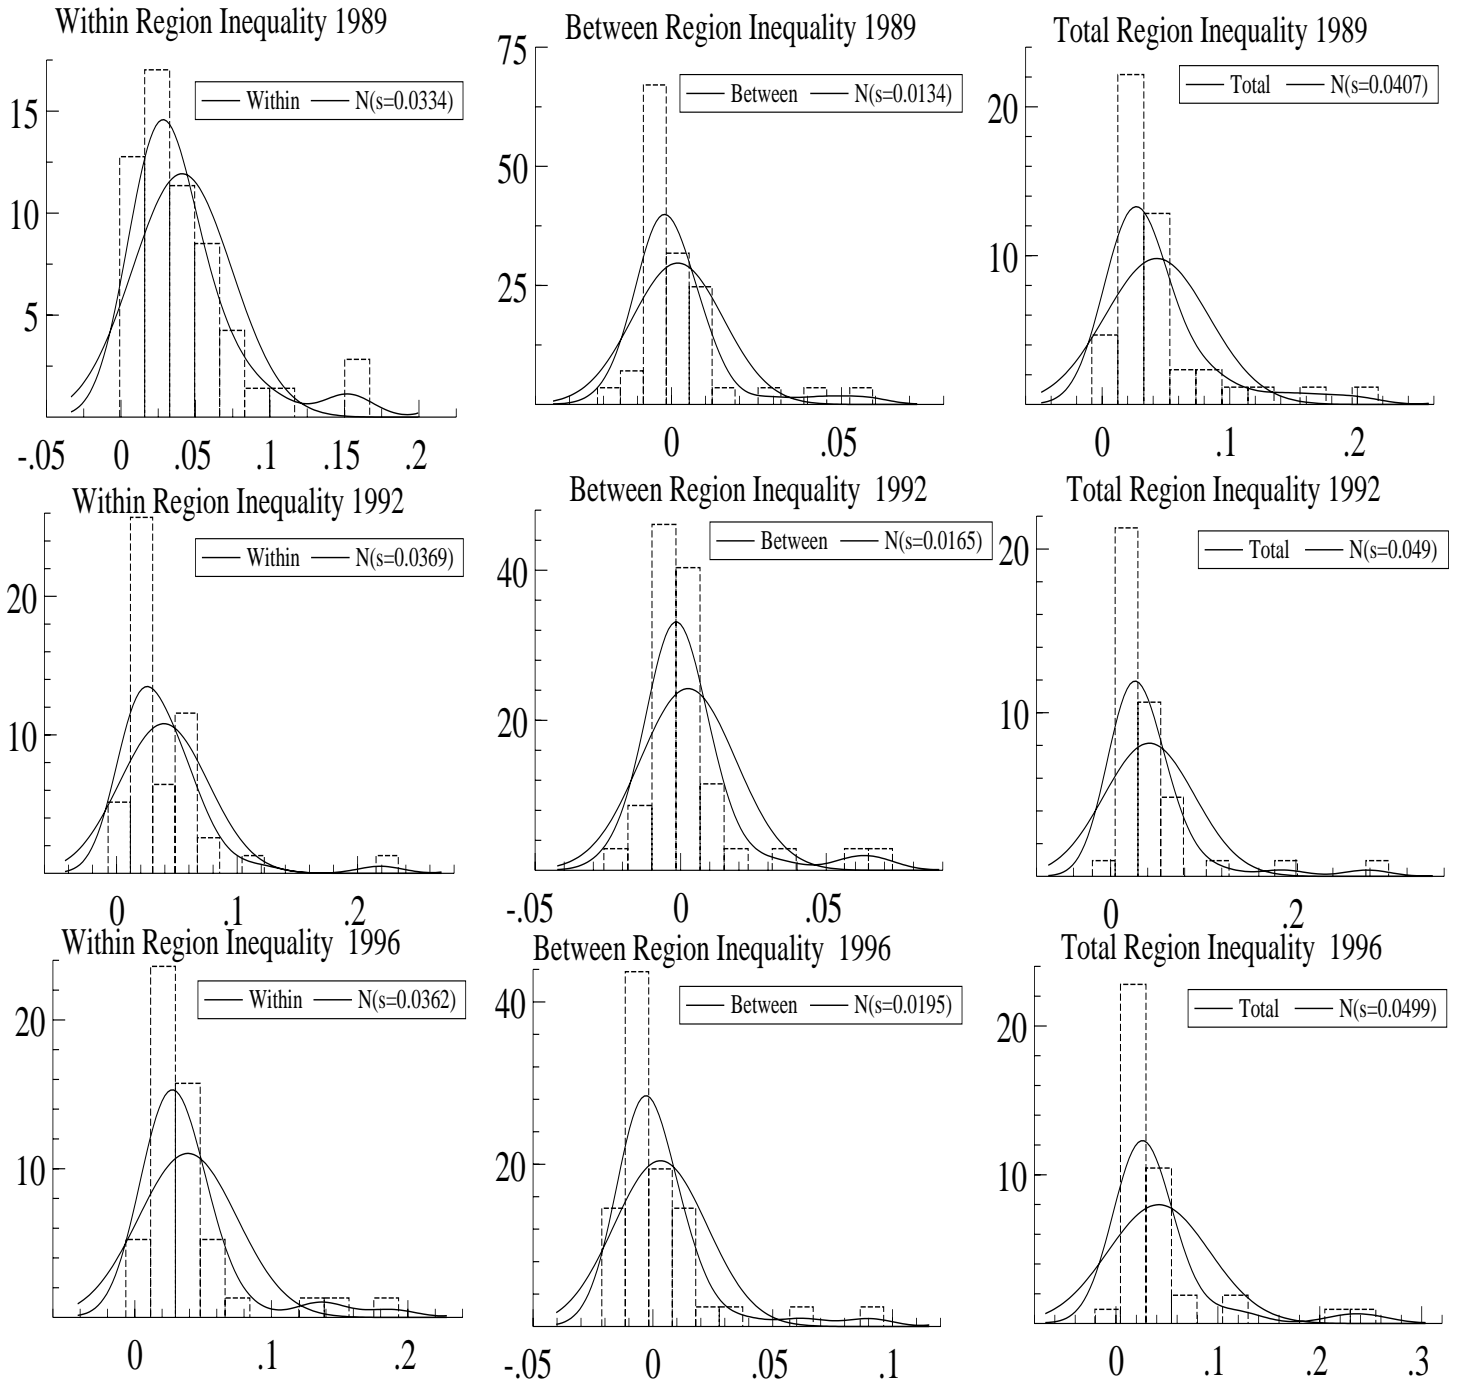 Within Region Inequality 1989
Within N(s=0.0334)
15
10
5
-.05 0 .05 .1 .15 .2
Between Region Inequality 1989
Between N(s=0.0134)
75
50
25
0 .05
Total Region Inequality 1989
Total N(s=0.0407)
20
10
0 .1 .2
Within Region Inequality 1992
Within N(s=0.0369)
20
10
0 .1 .2
Between Region Inequality 1992
Between N(s=0.0165)
40
20
-.05 0 .05
Total Region Inequality 1992
Total N(s=0.049)
20
10
0 .2
Within Region Inequality 1996
Within N(s=0.0362)
20
10
0 .1 .2
Between Region Inequality 1996
Between N(s=0.0195)
40
20
-.05 0 .05 .1
Total Region Inequality 1996
Total N(s=0.0499)
20
10
0 .1 .2 .3